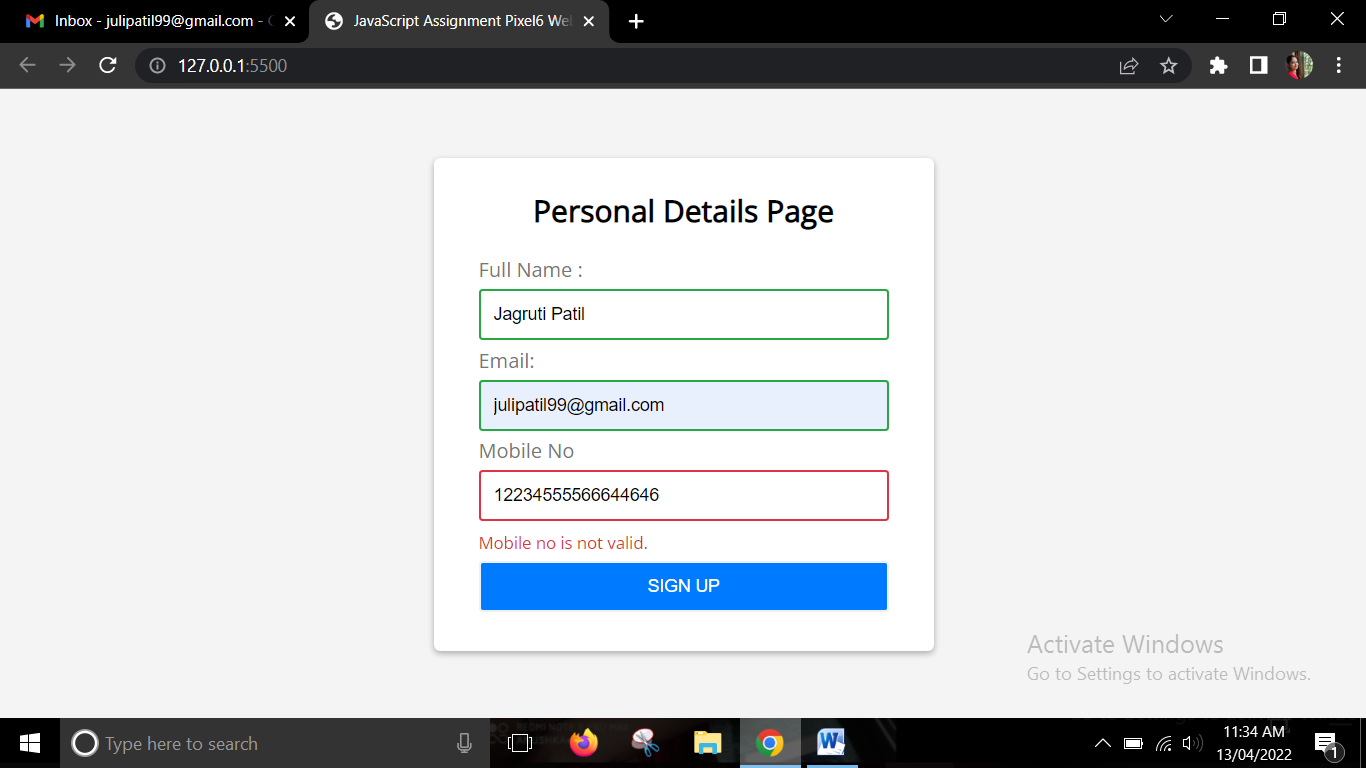 Inbox - julipatil99@gmail.com -
JavaScript Assignment Pixel6 We
127.0.0.1:5500
Personal Details Page
Full Name :
Jagruti Patil
Email:
julipatil99@gmail.com
Mobile No
12234555566644646
Mobile no is not valid.
SIGN UP
Activate Windows
Go to Settings to activate Windows.
Type here to search
11:34 AM
13/04/2022
1